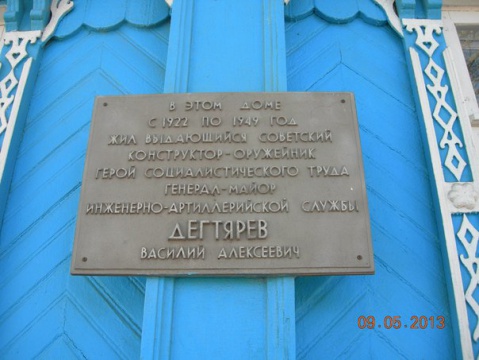 В ЭТОМ ДОМЕ
С 1922 ПО 1949 ГОД
ЖИЛ ВЫДАЮЩИЙСЯ СОВЕТСКИЙ
КОНСТРУКТОР-ОРУЖЕЙНИК
ГЕРОЙ СОЦИАЛИСТИЧЕСКОГО ТРУДА
ГЕНЕРАЛ-МАЙОР
ИНЖЕНЕРНО-АРТИЛЛЕРИЙСКОЙ СЛУЖБЫ
ДЕГТЯРЕВ
ВАСИЛИЙ АЛЕКСЕЕВИЧ
09.05.2013